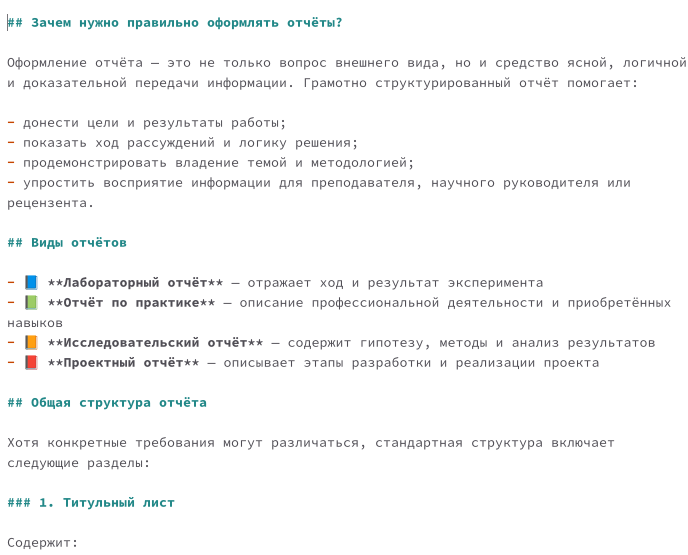 ## Зачем нужно правильно оформлять отчёты?
Оформление отчёта — это не только вопрос внешнего вида, но и средство ясной, логичной
и доказательной передачи информации. Грамотно структурированный отчёт помогает:
- донести цели и результаты работы;
- показать ход рассуждений и логику решения;
- продемонстрировать владение темой и методологией;
- упростить восприятие информации для преподавателя, научного руководителя или
рецензента.
## Виды отчётов
- 📘 **Лабораторный отчёт** — отражает ход и результат эксперимента
- 📗 **Отчёт по практике** — описание профессиональной деятельности и приобретённых
навыков
- 📙 **Исследовательский отчёт** — содержит гипотезу, методы и анализ результатов
- 📕 **Проектный отчёт** — описывает этапы разработки и реализации проекта
## Общая структура отчёта
Хотя конкретные требования могут различаться, стандартная структура включает
следующие разделы:
### 1. Титульный лист
Содержит: